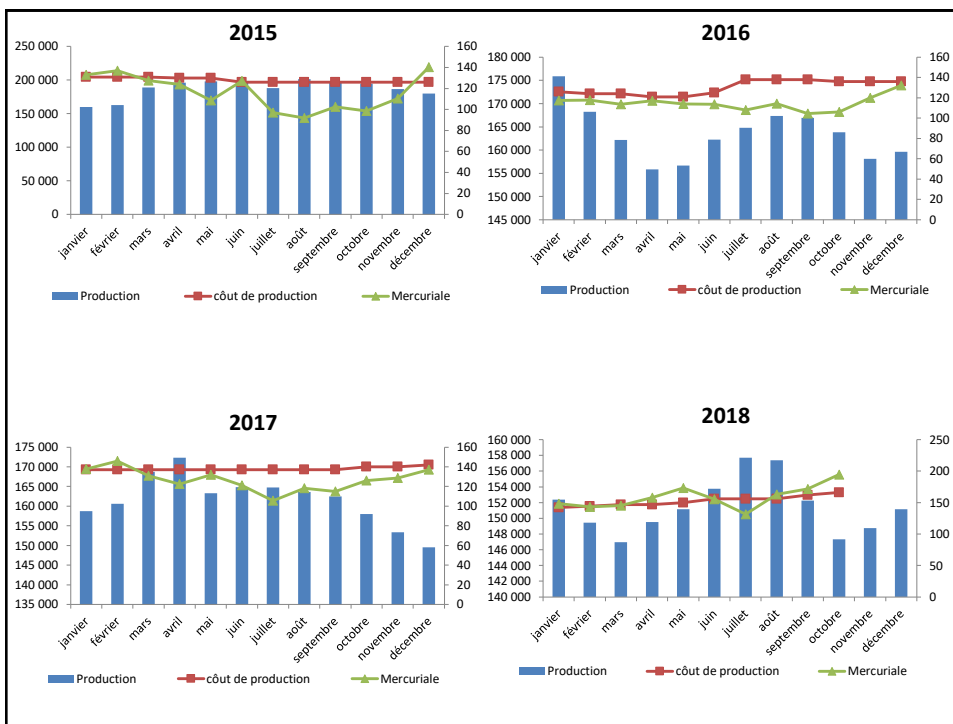 2015
250 000
200 000
150 000
100 000
50 000
0
160
140
120
100
80
60
40
20
0
janvier
février
mars
avril
mai
juin
juillet
août
septembre
octobre
novembre
décembre
Production
côut de production
Mercuriale
2016
180 000
175 000
170 000
165 000
160 000
155 000
150 000
145 000
160
140
120
100
80
60
40
20
0
janvier
février
mars
avril
mai
juin
juillet
août
septembre
octobre
novembre
décembre
Production
côut de production
Mercuriale
2017
175 000
170 000
165 000
160 000
155 000
150 000
145 000
140 000
135 000
160
140
120
100
80
60
40
20
0
janvier
février
mars
avril
mai
juin
juillet
août
septembre
octobre
novembre
décembre
Production
côut de production
Mercuriale
2018
160 000
158 000
156 000
154 000
152 000
150 000
148 000
146 000
144 000
142 000
140 000
250
200
150
100
50
0
janvier
février
mars
avril
mai
juin
juillet
août
septembre
octobre
novembre
décembre
Production
côut de production
Mercuriale